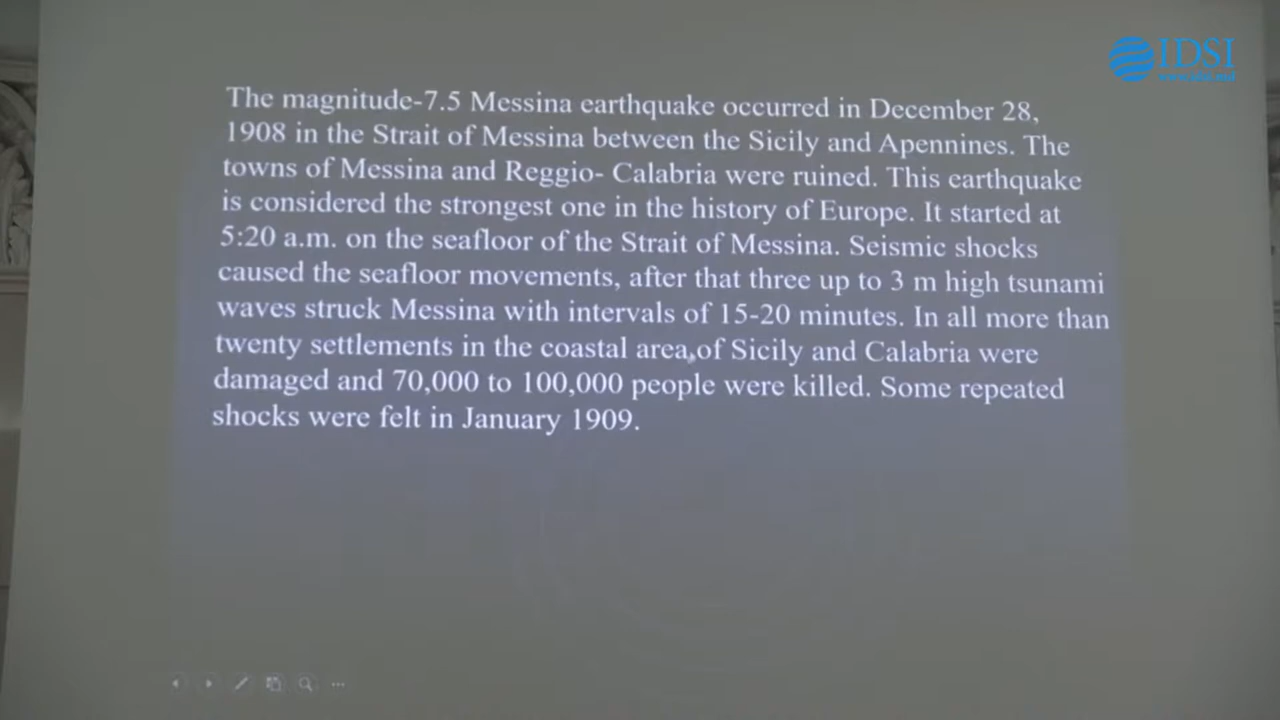 IDSI
www.idsi.md
The magnitude-7.5 Messina earthquake occurred in December 28,
1908 in the Strait of Messina between the Sicily and Apennines. The
towns of Messina and Reggio- Calabria were ruined. This earthquake
is considered the strongest one in the history of Europe. It started at
5:20 a.m. on the seafloor of the Strait of Messina. Seismic shocks
caused the seafloor movements, after that three up to 3 m high tsunami
waves struck Messina with intervals of 15-20 minutes. In all more than
twenty settlements in the coastal area of Sicily and Calabria were
damaged and 70,000 to 100,000 people were killed. Some repeated
shocks were felt in January 1909.